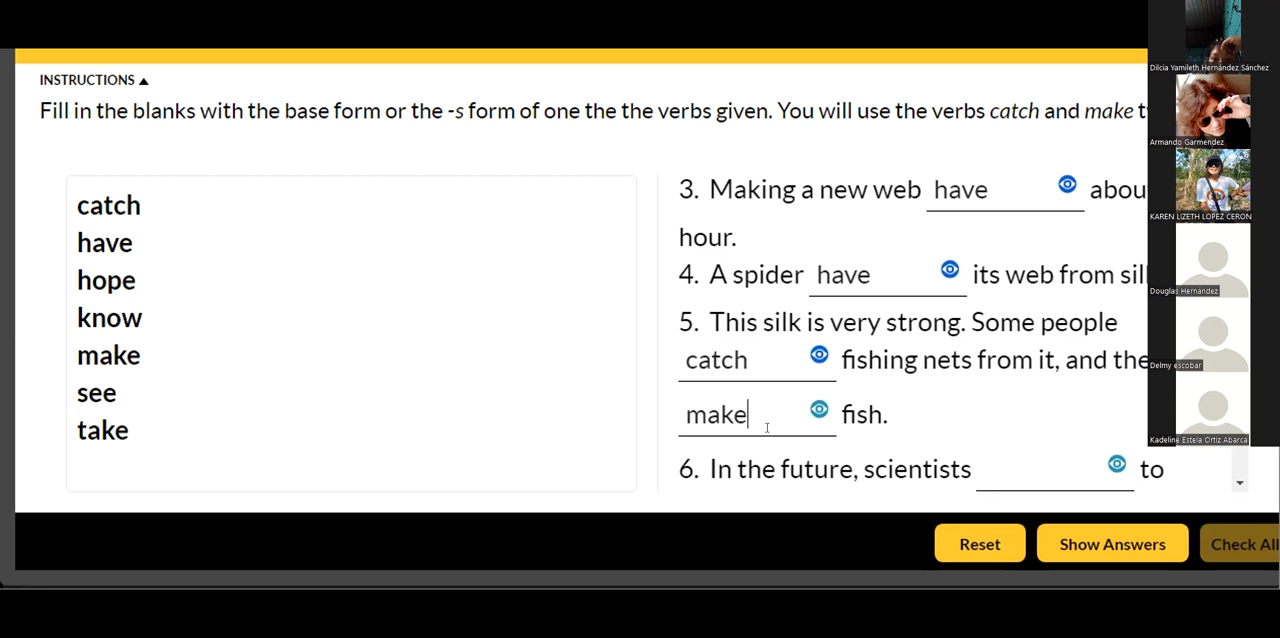 INSTRUCTIONS
Fill in the blanks with the base form or the -s form of one the the verbs given. You will use the verbs catch and make t
catch
have
hope
know
make
see
take
3. Making a new web have abou
hour.
4. A spider have its web from sil
5. This silk is very strong. Some people
catch fishing nets from it, and the
make fish.
6. In the future, scientists to
Reset
Show Answers
Check All
Dilcia Yamileth Hernández Sánchez
Armando Garmendez
KAREN LIZETH LOPEZ CERON
Douglas Hernández
Delmy escobar
Kadeline Estela Ortiz Abarca